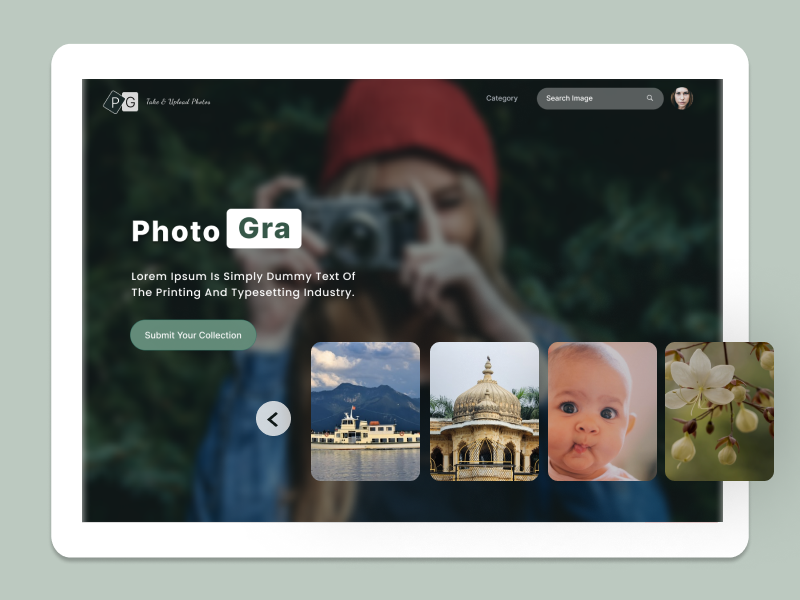 PG
Take & Upload Photos
Category
Search Image
Photo Gra
Lorem Ipsum Is Simply Dummy Text Of
The Printing And Typesetting Industry.
Submit Your Collection